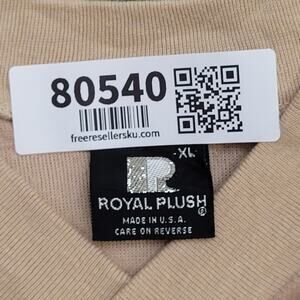 80540
freeresellersku.com
XL
R
ROYAL PLUSH®
MADE IN U.S.A.
CARE ON REVERSE